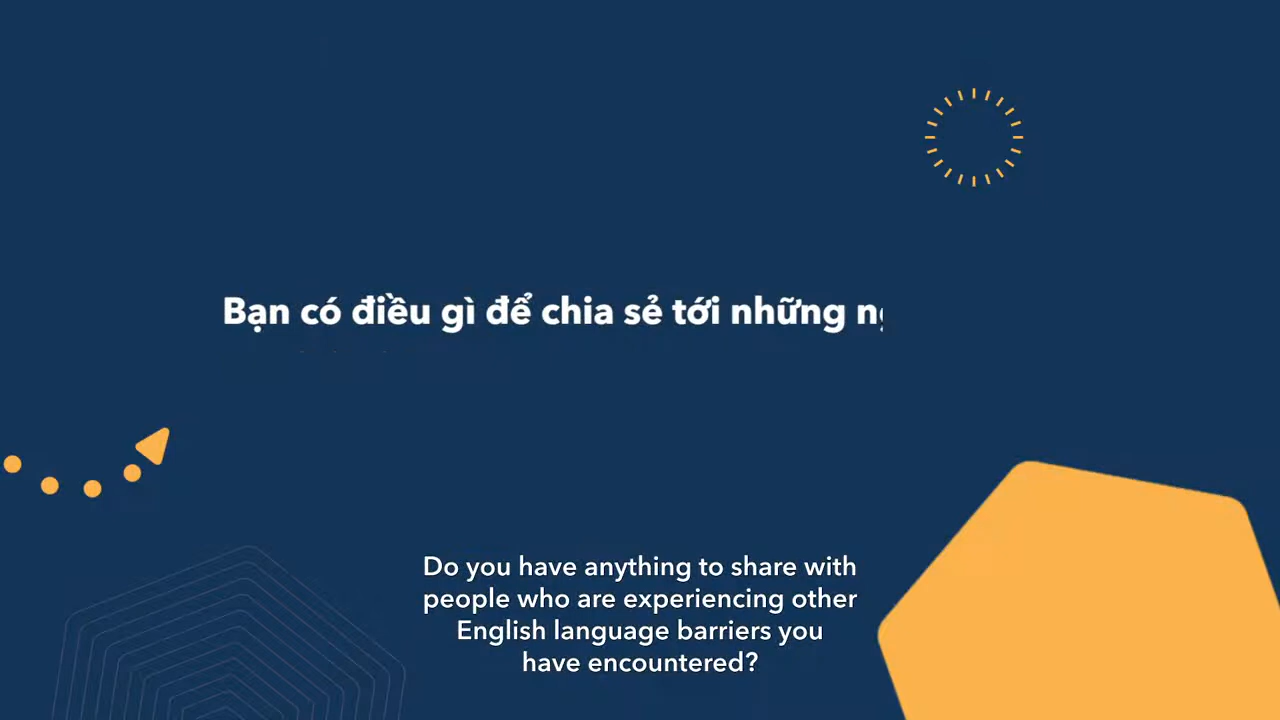 Bạn có điều gì để chia sẻ tới những
Do you have anything to share with
people who are experiencing other
English language barriers you
have encountered?